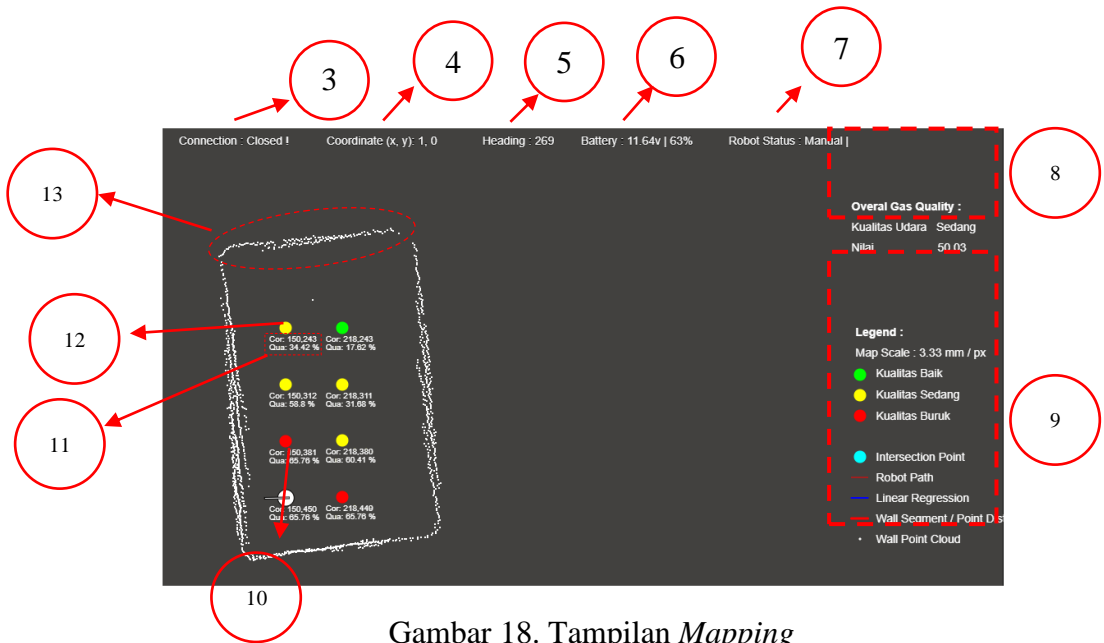 3
4
5
6
7
Connection : Closed ! Coordinate (x, y): 1, 0 Heading : 269 Battery : 11.64v | 63% Robot Status : Manual |
8
13
Overal Gas Quality :
Kualitas Udara Sedang
Nilai 50.03
12
Cor: 150,243 Cor: 218,243
Qua: 34.42 % Qua: 17.62 %
Legend :
Map Scale : 3.33 mm / px
Kualitas Baik
Kualitas Sedang
Kualitas Buruk
Cor: 150,312 Cor: 218,311
Qua: 58.8 % Qua: 31.68 %
11
9
Cor: 150,381 Cor: 218,380
Qua: 65.76 % Qua: 60.41 %
Intersection Point
Robot Path
Linear Regression
Wall Segment / Point Dis
Wall Point Cloud
Cor: 150,450 Cor: 218,449
Qua: 65.76 % Qua: 65.76 %
10
Gambar 18. Tampilan Mapping